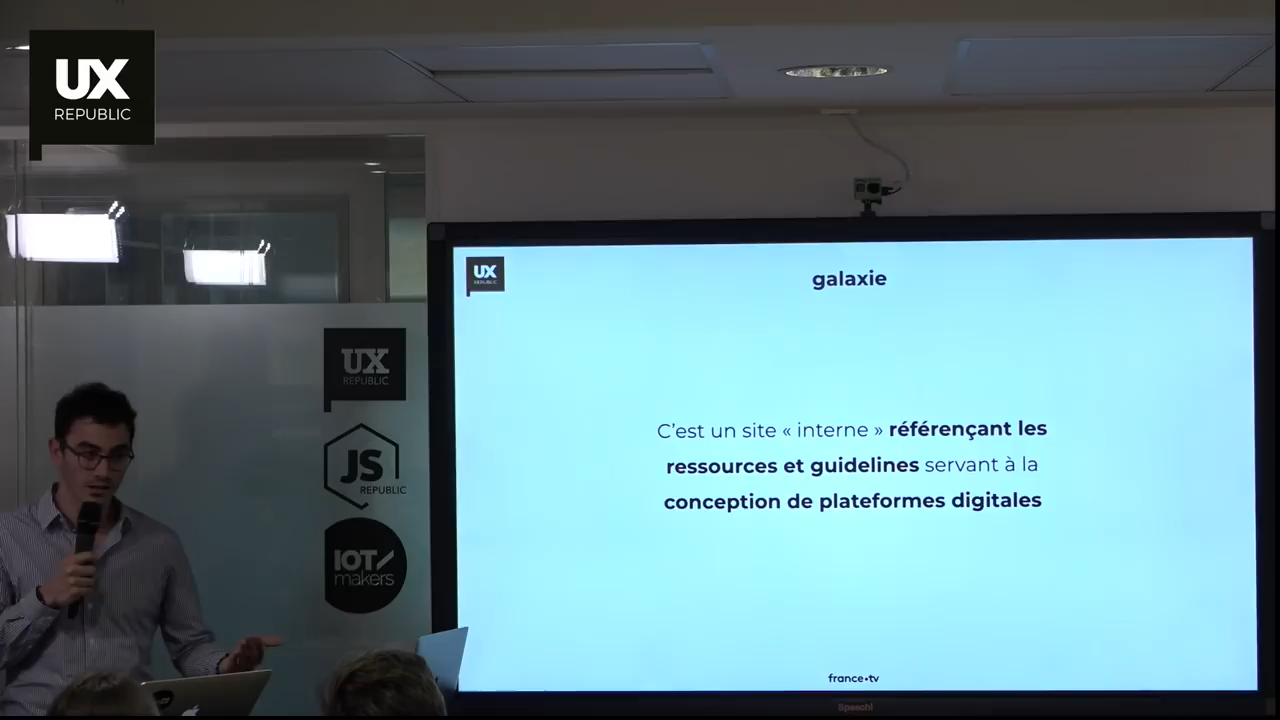 UX
REPUBLIC
UX
REPUBLIC
galaxie
C'est un site « interne » référençant les
ressources et guidelines servant à la
conception de plateformes digitales
france•tv
Speechi
UX
REPUBLIC
JS
REPUBLIC
IOT/
makers